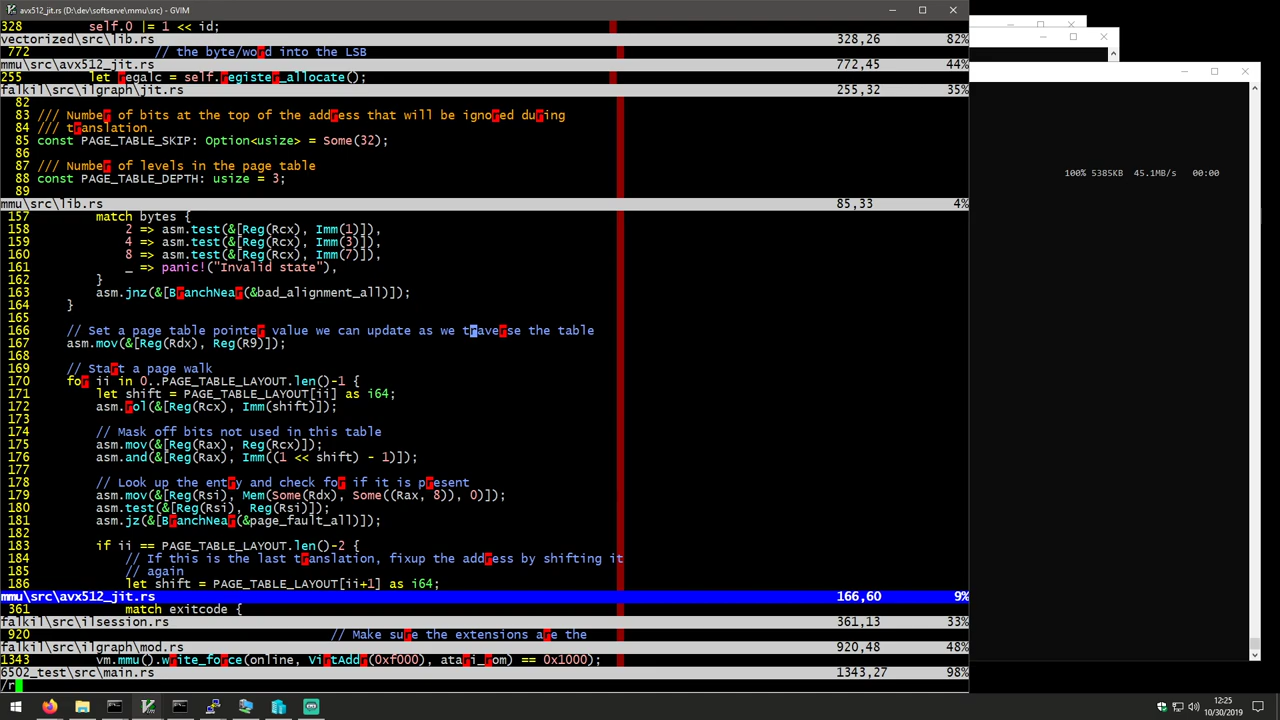 avx512_jit.rs (D:\dev\softserve\mmu\src) - GVIM
328        self.0 |= 1 << id;
vectorized\src\lib.rs 328,26 82%
772                // the byte/word into the LSB
mmu\src\avx512_jit.rs 772,45 44%
255        let regalc = self.register_allocate();
falkil\src\ilgraph\jit.rs 255,32 35%
82
83 /// Number of bits at the top of the address that will be ignored during
84 /// translation.
85 const PAGE_TABLE_SKIP: Option<usize> = Some(32);
86
87 /// Number of levels in the page table
88 const PAGE_TABLE_DEPTH: usize = 3;
89
mmu\src\lib.rs 85,33 4%
157        match bytes {
158            2 => asm.test(&[Reg(Rcx), Imm(1)]),
159            4 => asm.test(&[Reg(Rcx), Imm(3)]),
160            8 => asm.test(&[Reg(Rcx), Imm(7)]),
161            _ => panic!("Invalid state"),
162        }
163        asm.jnz(&[BranchNear(&bad_alignment_all)]);
164    }
165
166    // Set a page table pointer value we can update as we traverse the table
167    asm.mov(&[Reg(Rdx), Reg(R9)]);
168
169    // Start a page walk
170    for ii in 0..PAGE_TABLE_LAYOUT.len()-1 {
171        let shift = PAGE_TABLE_LAYOUT[ii] as i64;
172        asm.rol(&[Reg(Rcx), Imm(shift)]);
173
174        // Mask off bits not used in this table
175        asm.mov(&[Reg(Rax), Reg(Rcx)]);
176        asm.and(&[Reg(Rax), Imm((1 << shift) - 1)]);
177
178        // Look up the entry and check for if it is present
179        asm.mov(&[Reg(Rsi), Mem(Some(Rdx), Some((Rax, 8)), 0)]);
180        asm.test(&[Reg(Rsi), Reg(Rsi)]);
181        asm.jz(&[BranchNear(&page_fault_all)]);
182
183        if ii == PAGE_TABLE_LAYOUT.len()-2 {
184            // If this is the last translation, fixup the address by shifting it
185            // again
186            let shift = PAGE_TABLE_LAYOUT[ii+1] as i64;
mmu\src\avx512_jit.rs 166,60 9%
361            match exitcode {
falkil\src\ilsession.rs 361,13 33%
920                                        // Make sure the extensions are the
falkil\src\ilgraph\mod.rs 920,48 48%
1343        vm.mmu().write_force(online, VirtAddr(0xf000), atari_rom) == 0x1000);
6502_test\src\main.rs 1343,27 98%
/r
100% 5385KB 45.1MB/s 00:00
12:25
10/30/2019